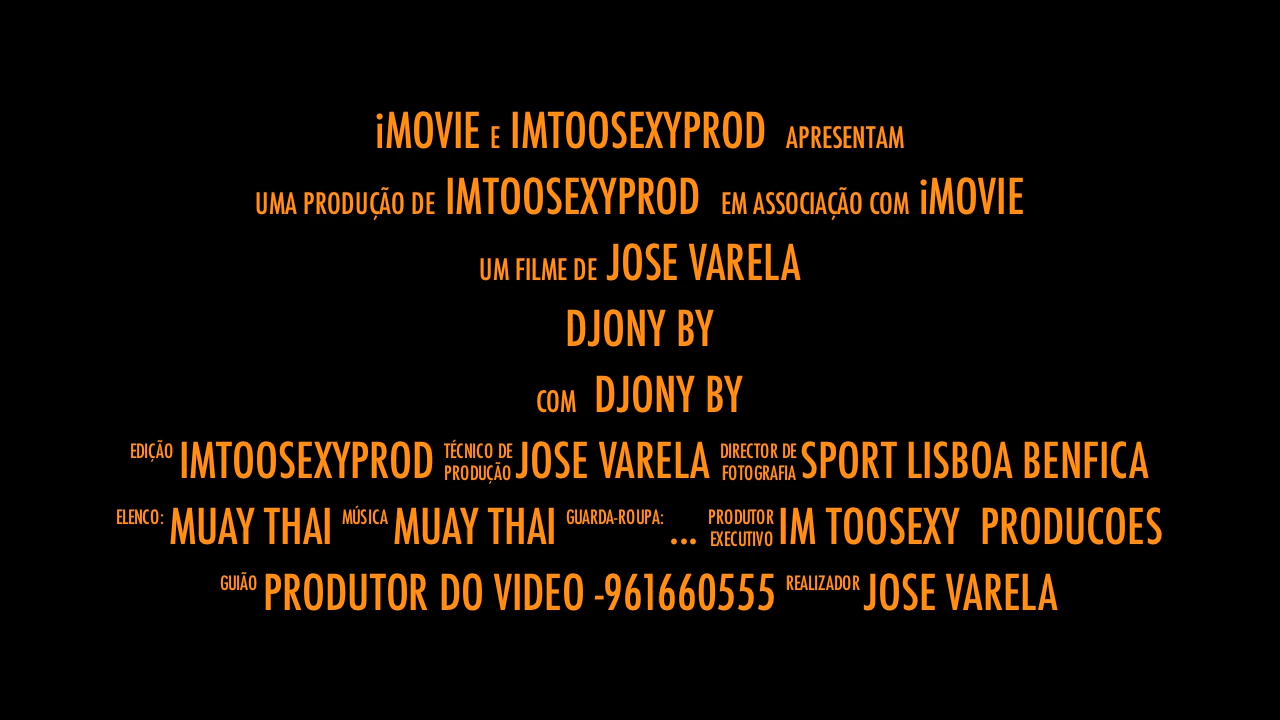 iMOVIE E IMTOOSEXYPROD APRESENTAM
UMA PRODUÇÃO DE IMTOOSEXYPROD EM ASSOCIAÇÃO COM iMOVIE
UM FILME DE JOSE VARELA
DJONY BY
COM DJONY BY
EDIÇÃO IMTOOSEXYPROD TÉCNICO DE PRODUÇÃO JOSE VARELA DIRECTOR DE FOTOGRAFIA SPORT LISBOA BENFICA
ELENCO: MUAY THAI MÚSICA MUAY THAI GUARDA-ROUPA: ... PRODUTOR EXECUTIVO IM TOOSEXY PRODUCOES
GUIÃO PRODUTOR DO VIDEO -961660555 REALIZADOR JOSE VARELA